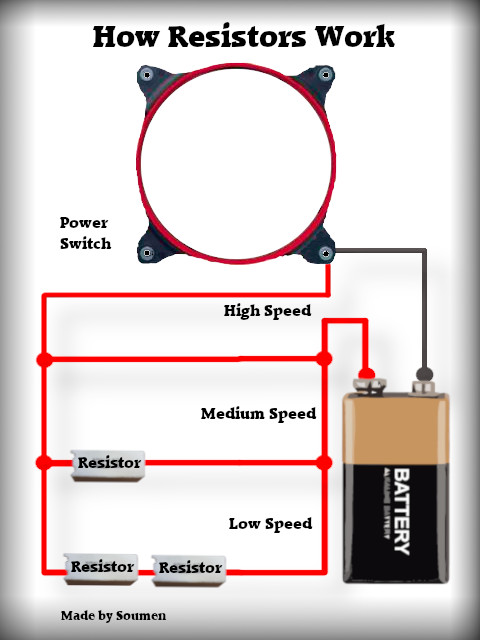 How Resistors Work
Power
Switch
High Speed
Medium Speed
Resistor
Low Speed
Resistor
Resistor
BATTERY
ALKALINE BATTERY
Made by Soumen